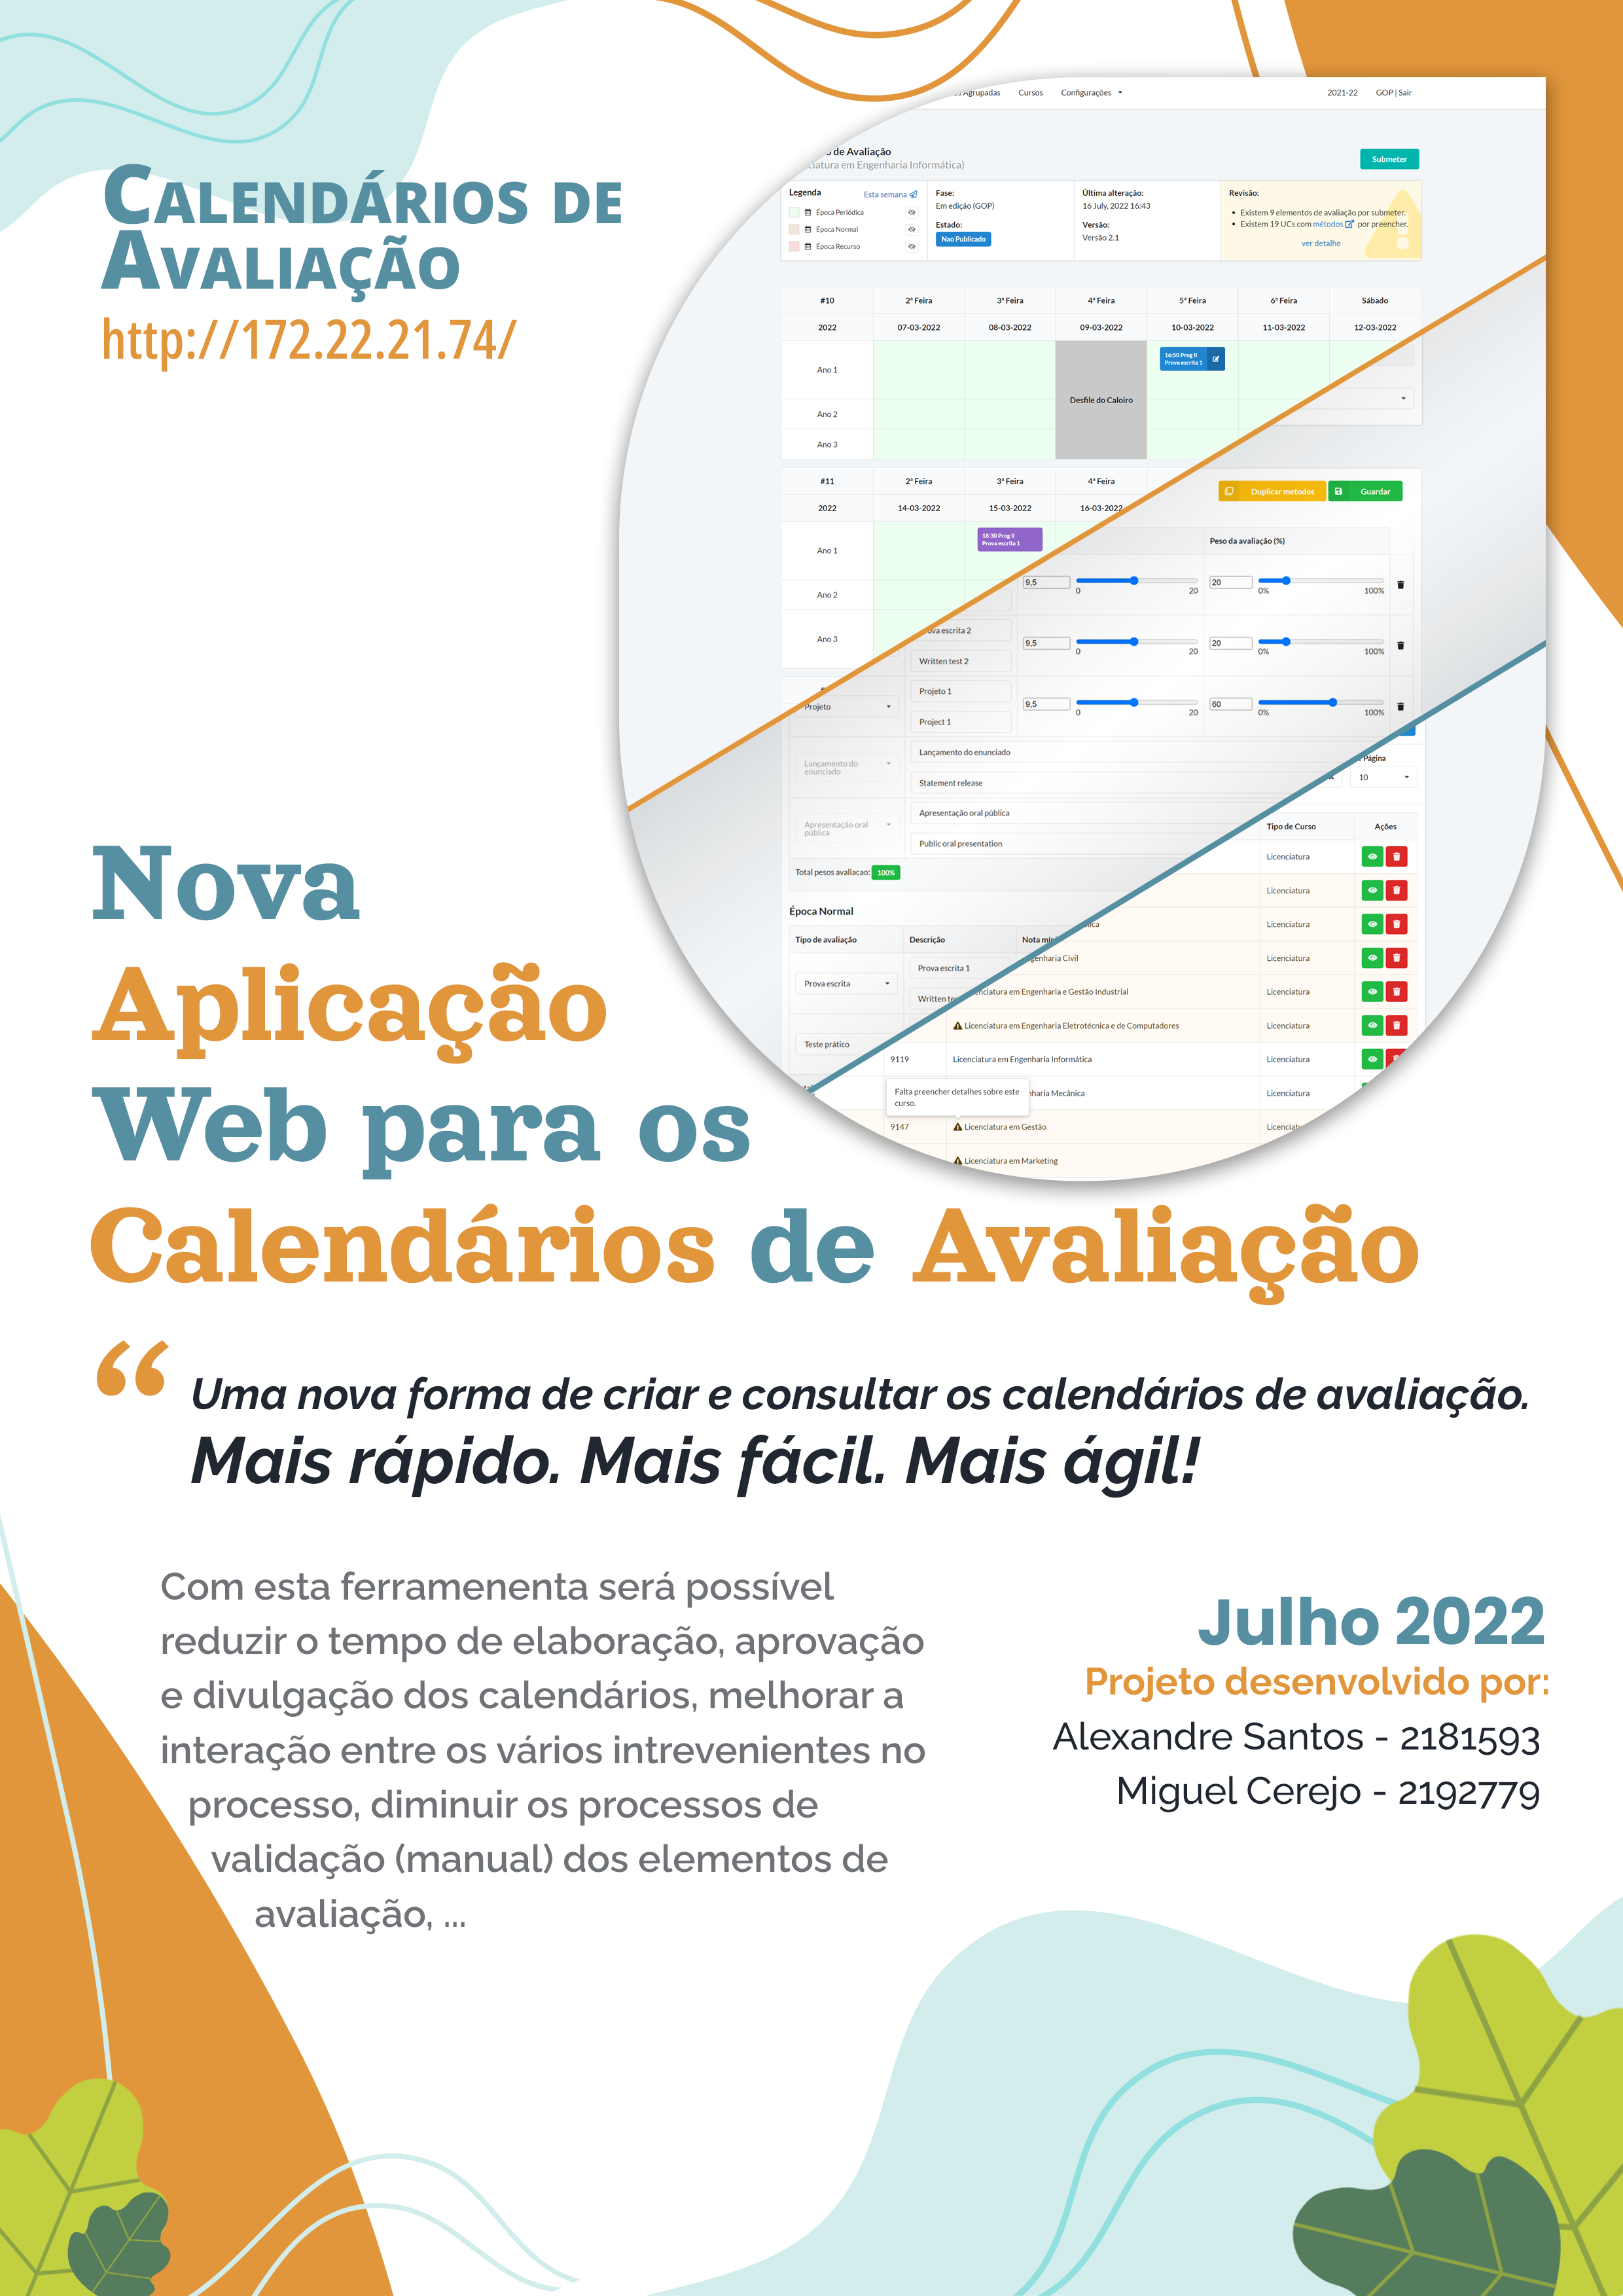 Calendários de
Avaliação
http://172.22.21.74/
Agrupadas Cursos Configurações 2021-22 GOP | Sair
de Avaliação
(Licenciatura em Engenharia Informática)
Submeter
Legenda Esta semana
Época Periódica
Época Normal
Época Recurso
Fase:
Em edição (GOP)
Estado:
Nao Publicado
Última alteração:
16 July, 2022 16:43
Versão:
Versão 2.1
Revisão:
Existem 9 elementos de avaliação por submeter.
Existem 19 UCs com métodos por preencher.
ver detalhe
#10 2ª Feira 3ª Feira 4ª Feira 5ª Feira 6ª Feira Sábado
2022 07-03-2022 08-03-2022 09-03-2022 10-03-2022 11-03-2022 12-03-2022
Ano 1
16:50 Prog II
Prova escrita 1
Desfile do Caloiro
Ano 2
Ano 3
#11 2ª Feira 3ª Feira 4ª Feira
2022 14-03-2022 15-03-2022 16-03-2022
Ano 1
18:30 Prog II
Prova escrita 1
Ano 2
Ano 3
Duplicar metodos Guardar
Peso da avaliação (%)
9,5 0 20 20 0% 100%
Prova escrita 2
Written test 2
9,5 0 20 20 0% 100%
Projeto
Projeto 1
Project 1
9,5 0 20 60 0% 100%
Lançamento do enunciado
Lançamento do enunciado
Statement release
Apresentação oral pública
Apresentação oral pública
Public oral presentation
Total pesos avaliacao: 100%
Época Normal
Tipo de avaliação Descrição Nota mín
Prova escrita
Prova escrita 1
Written te
Teste prático
Página
10
Tipo de Curso Ações
Licenciatura
Licenciatura
Licenciatura
Engenharia Civil Licenciatura
Licenciatura em Engenharia e Gestão Industrial Licenciatura
Licenciatura em Engenharia Eletrotécnica e de Computadores Licenciatura
9119 Licenciatura em Engenharia Informática Licenciatura
Falta preencher detalhes sobre este
curso.
nharia Mecânica Licenciatura
9147 Licenciatura em Gestão Licenciatu
Licenciatura em Marketing
Nova
Aplicação
Web para os
Calendários de Avaliação
“ Uma nova forma de criar e consultar os calendários de avaliação.
Mais rápido. Mais fácil. Mais ágil!
Com esta ferramenenta será possível
reduzir o tempo de elaboração, aprovação
e divulgação dos calendários, melhorar a
interação entre os vários intrevenientes no
processo, diminuir os processos de
validação (manual) dos elementos de
avaliação, ...
Julho 2022
Projeto desenvolvido por:
Alexandre Santos - 2181593
Miguel Cerejo - 2192779